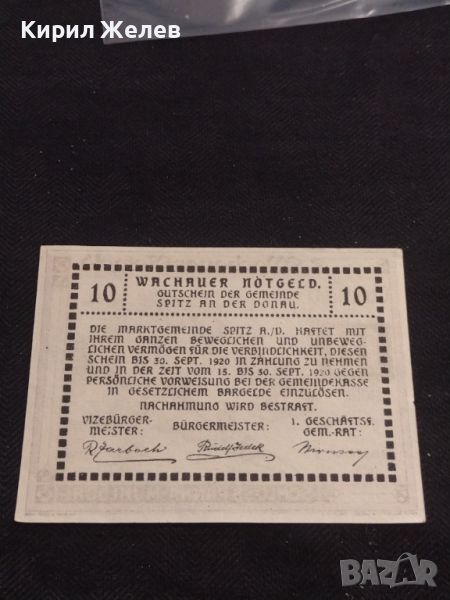 Кирил Желев
10 WACHAUER NOTGELD. 10
GUTSCHEIN DER GEMEINDE
SPITZ AN DER DONAU.
DIE MARKTGEMEINDE SPITZ A./D. HAFTET MIT
IHREM GANZEN BEWEGLICHEN UND UNBEWEG-
LICHEN VERMÖGEN FÜR DIE VERBINDLICHKEIT, DIESEN
SCHEIN BIS 30. SEPT. 1920 IN ZAHLUNG ZU NEHMEN
UND IN DER ZEIT VOM 15. BIS 30. SEPT. 1920 GEGEN
PERSÖNLICHE VORWEISUNG BEI DER GEMEINDEKASSE
IN GESETZLICHEM BARGELDE EINZULÖSEN.
NACHAHMUNG WIRD BESTRAFT.
VIZEBÜRGER-
MEISTER:
BÜRGERMEISTER:
1. GESCHÄFTSF.
GEM.-RAT:
BAZAR